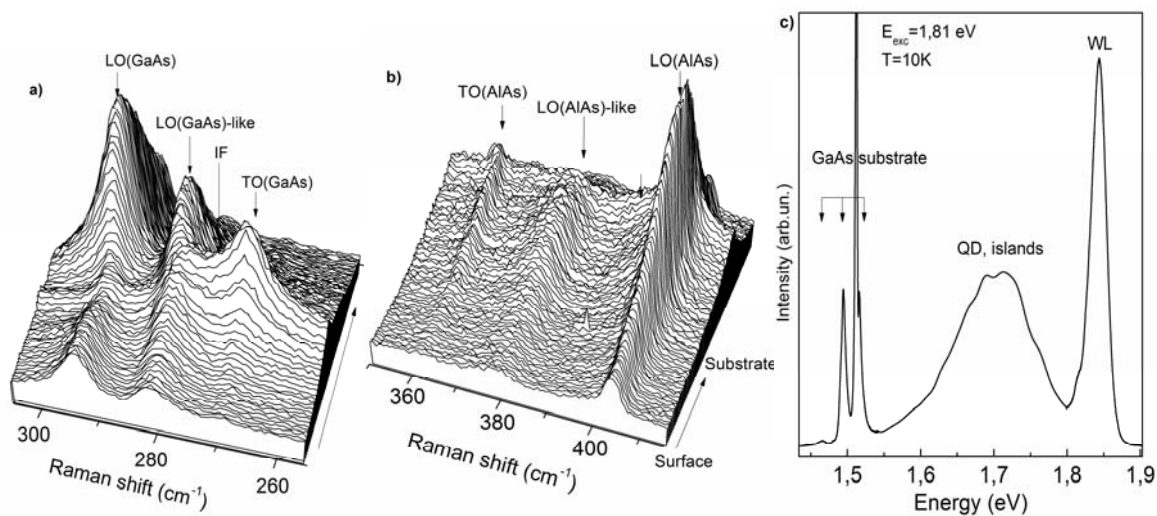 a)
LO(GaAs)
LO(GaAs)-like
IF
TO(GaAs)
300
280
260
Raman shift (cm⁻¹)
b)
TO(AlAs)
LO(AlAs)-like
LO(AlAs)
360
380
400
Raman shift (cm⁻¹)
Substrate
Surface
c)
Eexc=1,81 eV
T=10K
WL
GaAs substrate
QD, islands
Intensity (arb.un.)
1,5
1,6
1,7
1,8
1,9
Energy (eV)